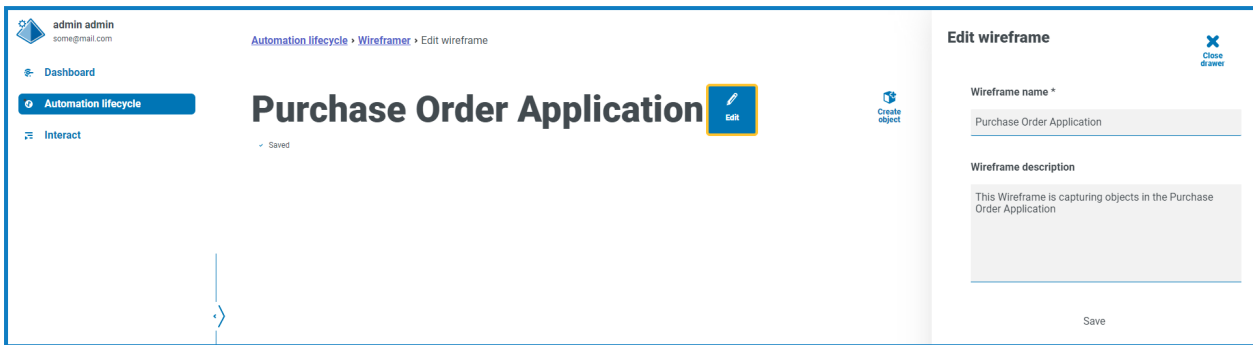 admin admin
some@mail.com
Dashboard
Automation lifecycle
Interact
Automation lifecycle › Wireframer › Edit wireframe
Purchase Order Application
Edit
Saved
Create
object
Edit wireframe
Close
drawer
Wireframe name *
Purchase Order Application
Wireframe description
This Wireframe is capturing objects in the Purchase
Order Application
Save